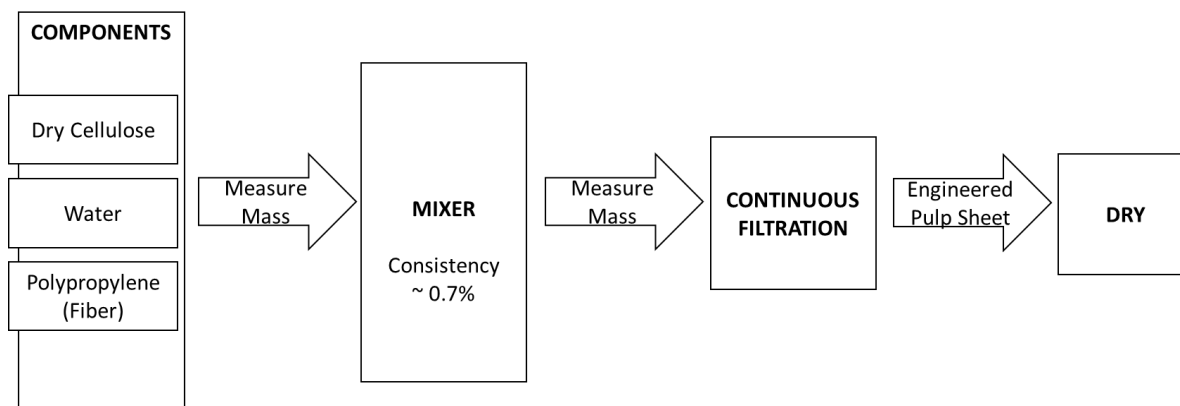 COMPONENTS
Dry Cellulose
Water
Polypropylene
(Fiber)
Measure
Mass
MIXER
Consistency
~ 0.7%
Measure
Mass
CONTINUOUS
FILTRATION
Engineered
Pulp Sheet
DRY